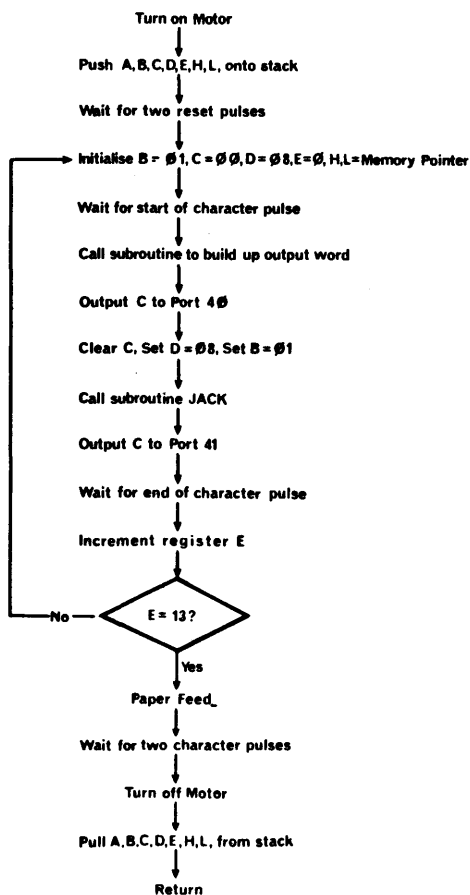 Turn on Motor
Push A,B,C,D,E,H,L, onto stack
Wait for two reset pulses
Initialise B = Ø1, C = ØØ, D = Ø8, E = Ø, H,L = Memory Pointer
Wait for start of character pulse
Call subroutine to build up output word
Output C to Port 4Ø
Clear C, Set D = Ø8, Set B = Ø1
Call subroutine JACK
Output C to Port 41
Wait for end of character pulse
Increment register E
No
E = 13?
Yes
Paper Feed_
Wait for two character pulses
Turn off Motor
Pull A,B,C,D,E,H,L, from stack
Return